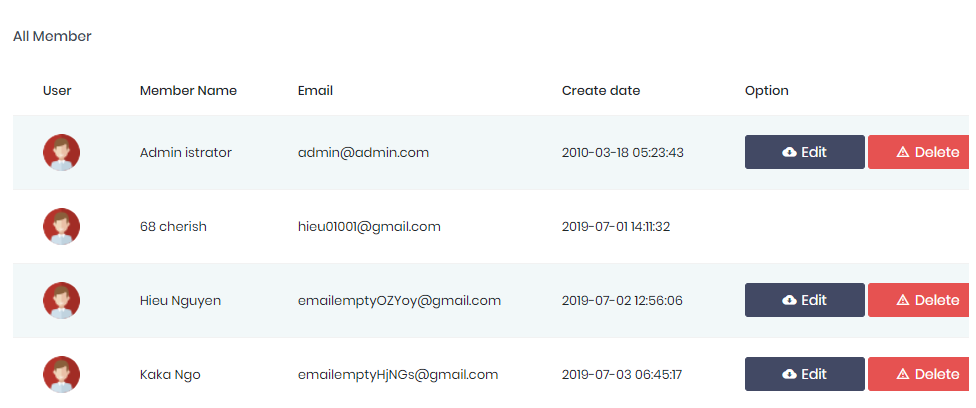 All Member
User Member Name Email Create date Option
Admin istrator admin@admin.com 2010-03-18 05:23:43 Edit Delete
68 cherish hieu01001@gmail.com 2019-07-01 14:11:32
Hieu Nguyen emailemptyOZYoy@gmail.com 2019-07-02 12:56:06 Edit Delete
Kaka Ngo emailemptyHjNGs@gmail.com 2019-07-03 06:45:17 Edit Delete